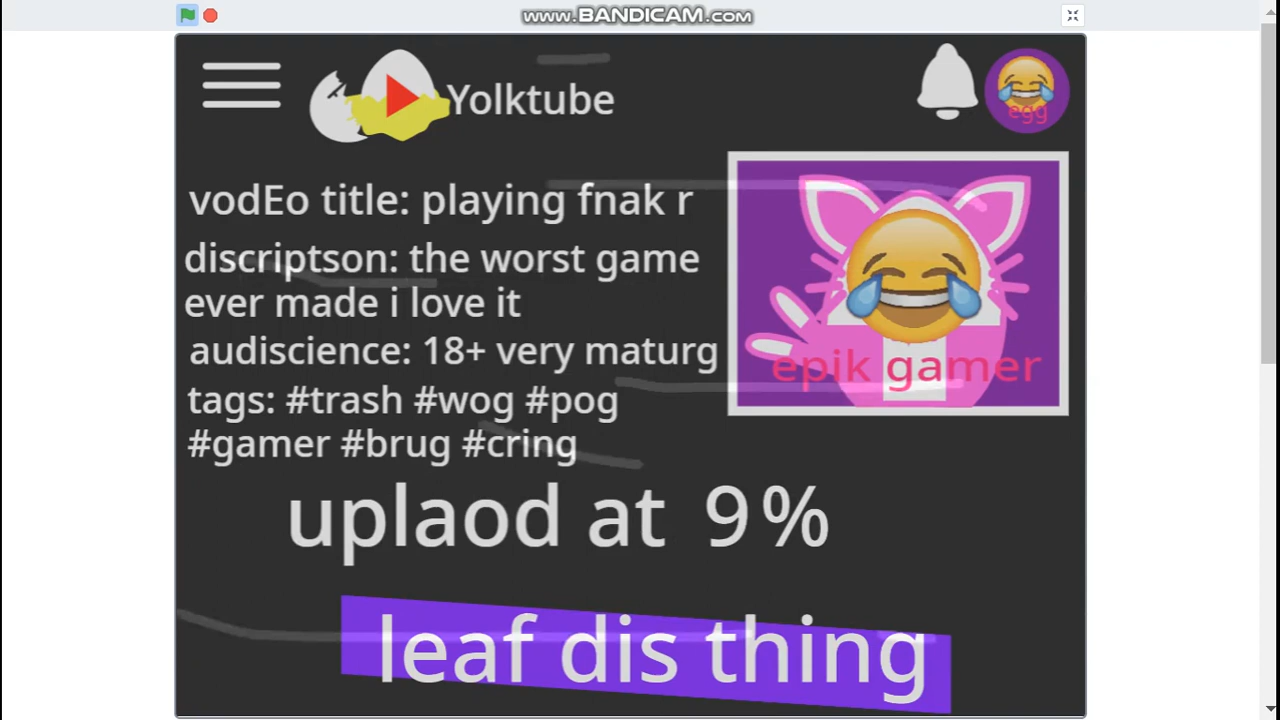 www.BANDICAM.com
Yolktube
egg
vodEo title: playing fnak r
discriptson: the worst game
ever made i love it
audiscience: 18+ very maturg
tags: #trash #wog #pog
#gamer #brug #cring
epik gamer
uplaod at 9%
leaf dis thing